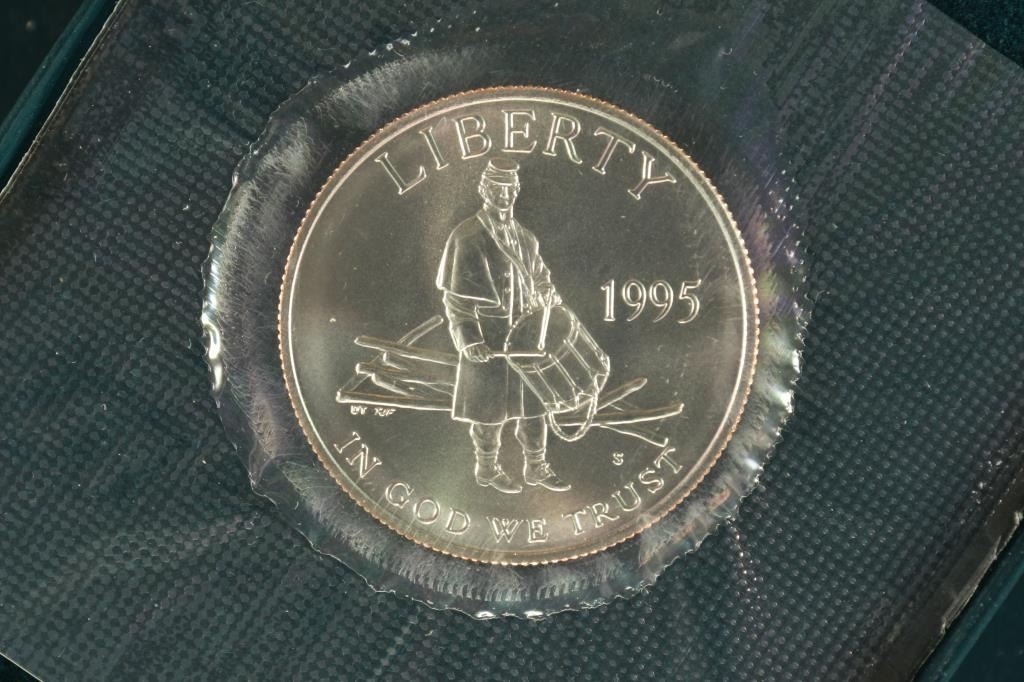 LIBERTY
1995
S
IN GOD WE TRUST